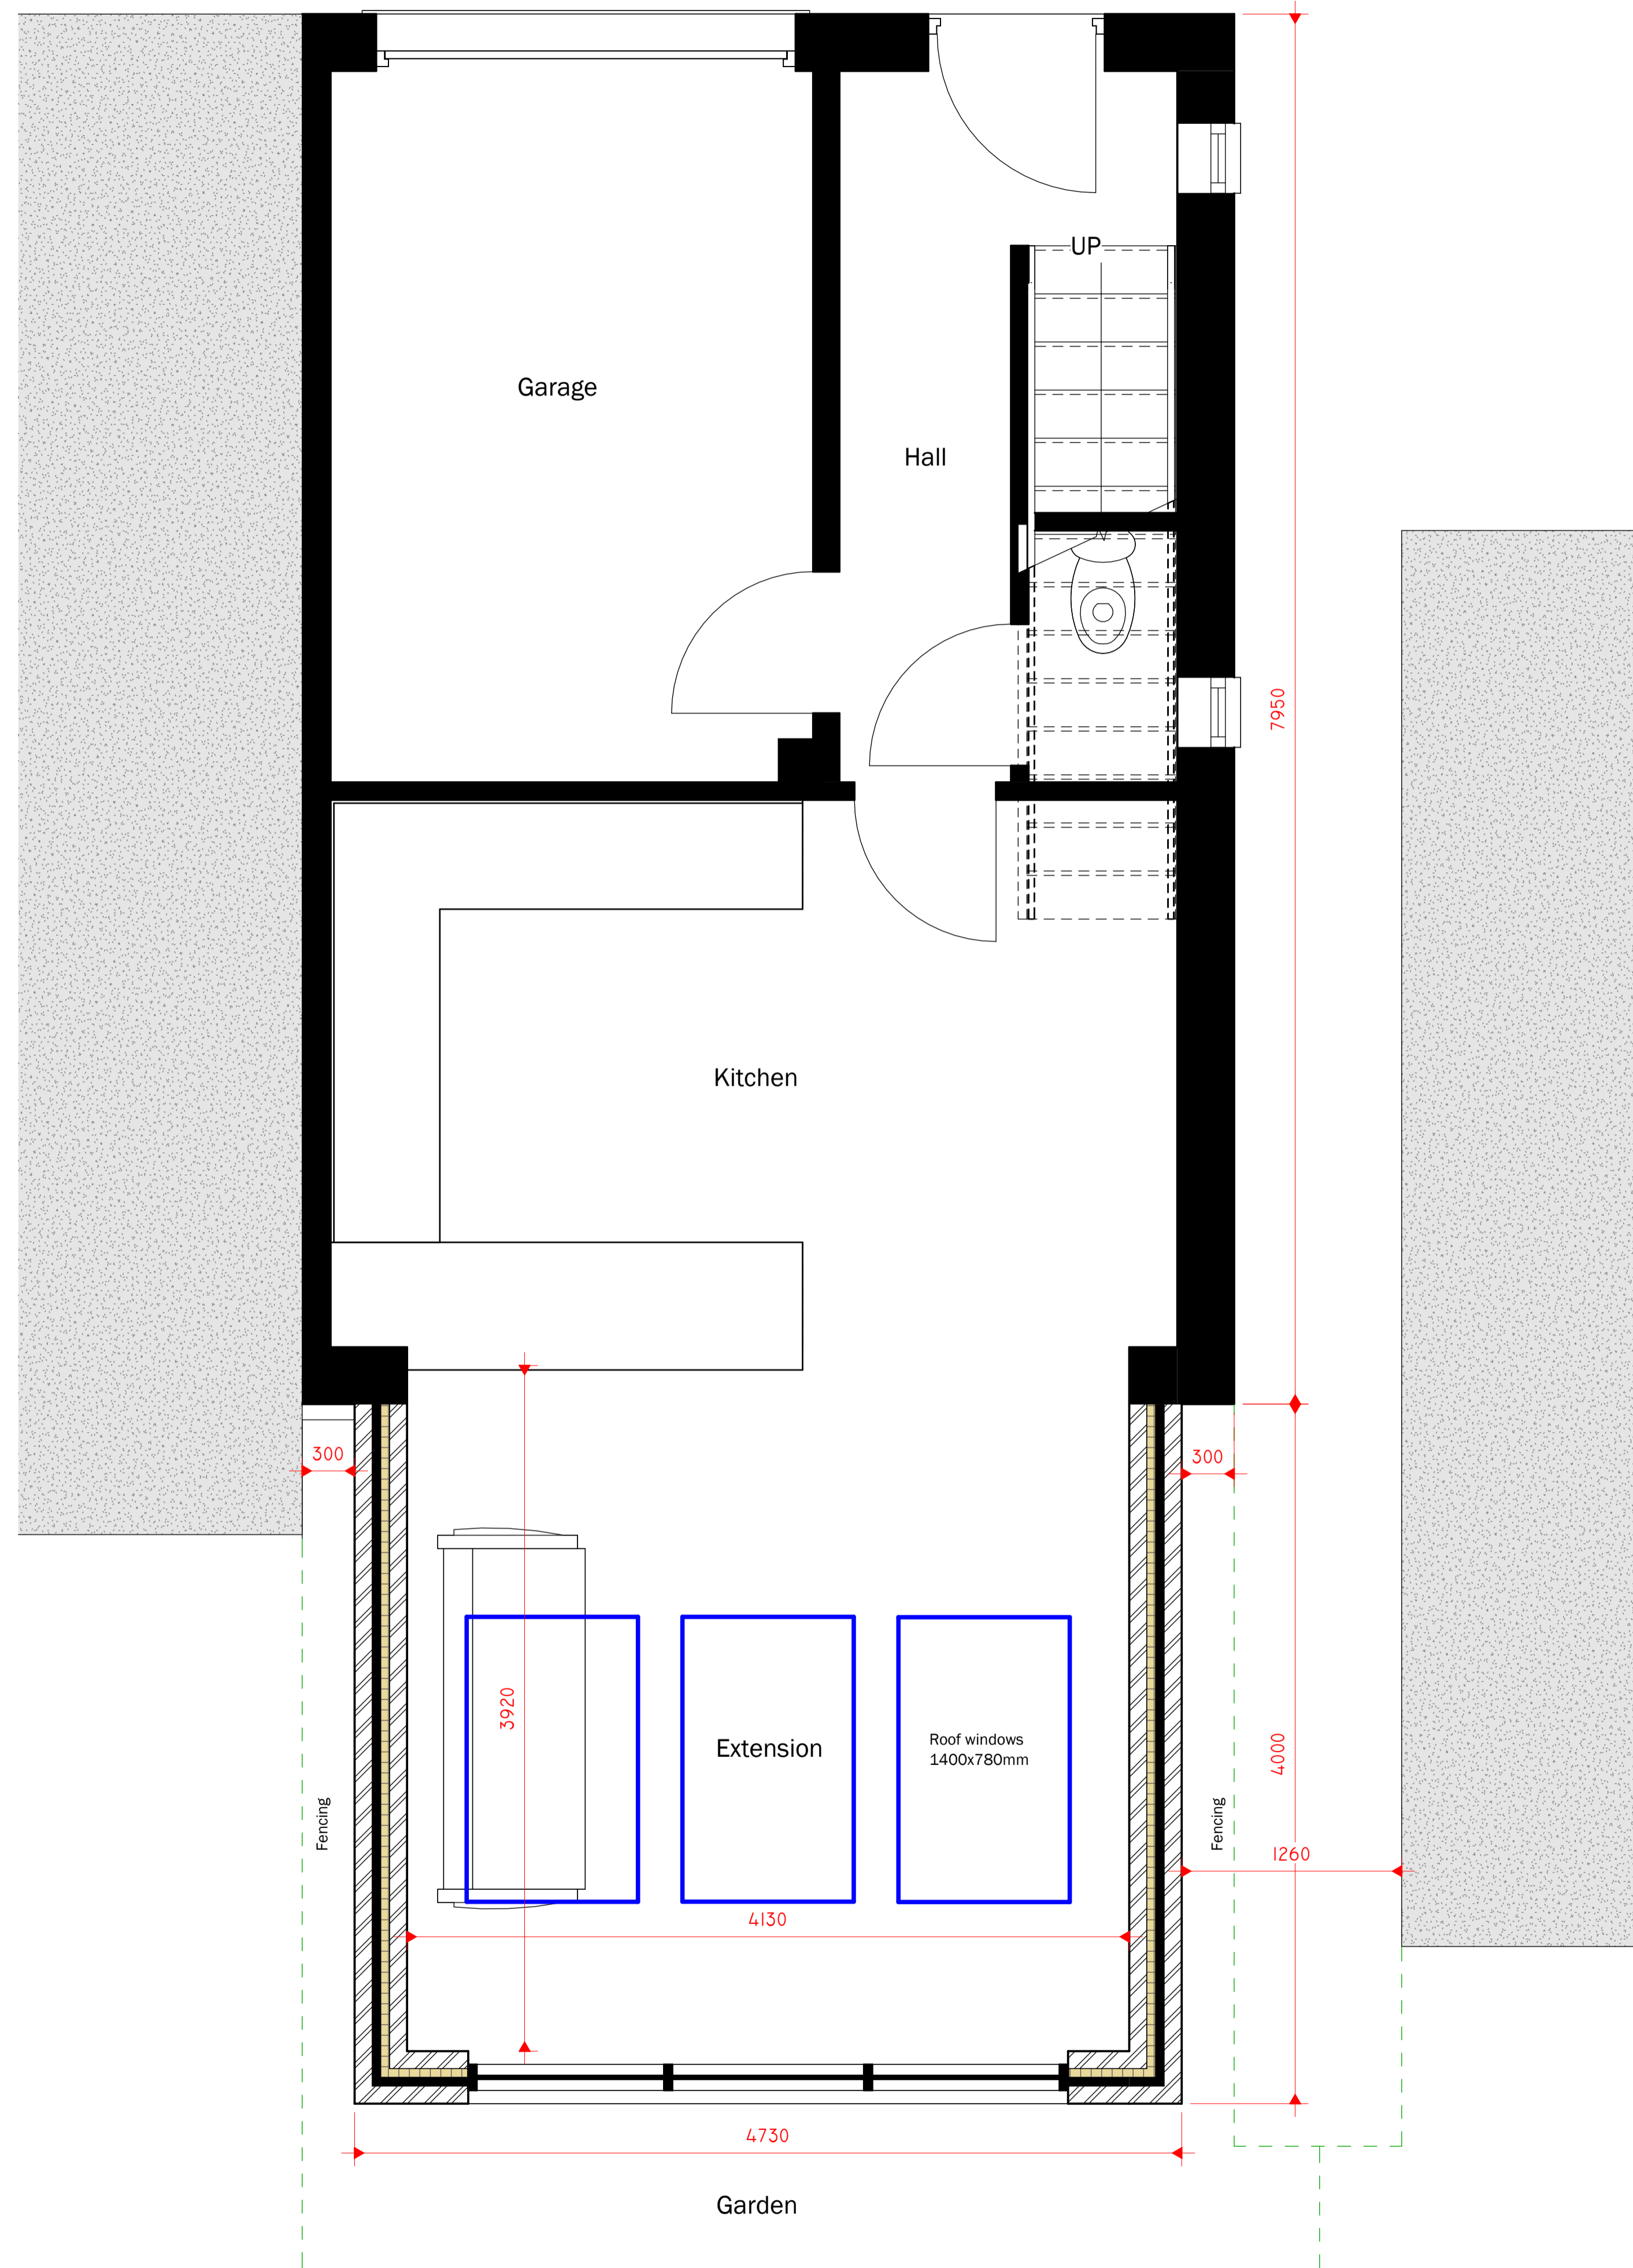 UP
Garage
Hall
7950
Kitchen
300
300
3920
Extension
Roof windows
1400x780mm
4000
Fencing
Fencing
1260
4130
4730
Garden